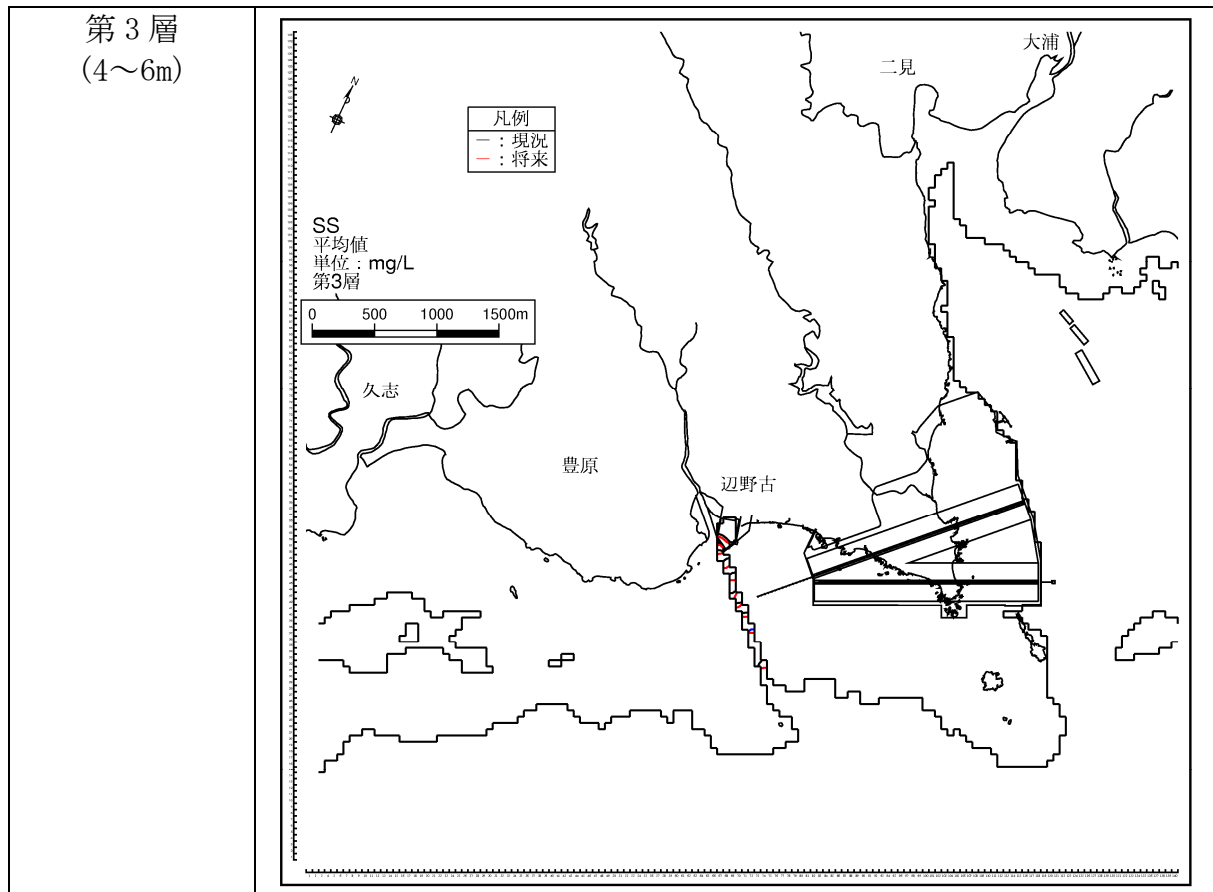 第3層
(4～6m)
大浦
二見
N
凡例
－：現況
－：将来
SS
平均値
単位：mg/L
第3層
0 500 1000 1500m
久志
豊原
辺野古